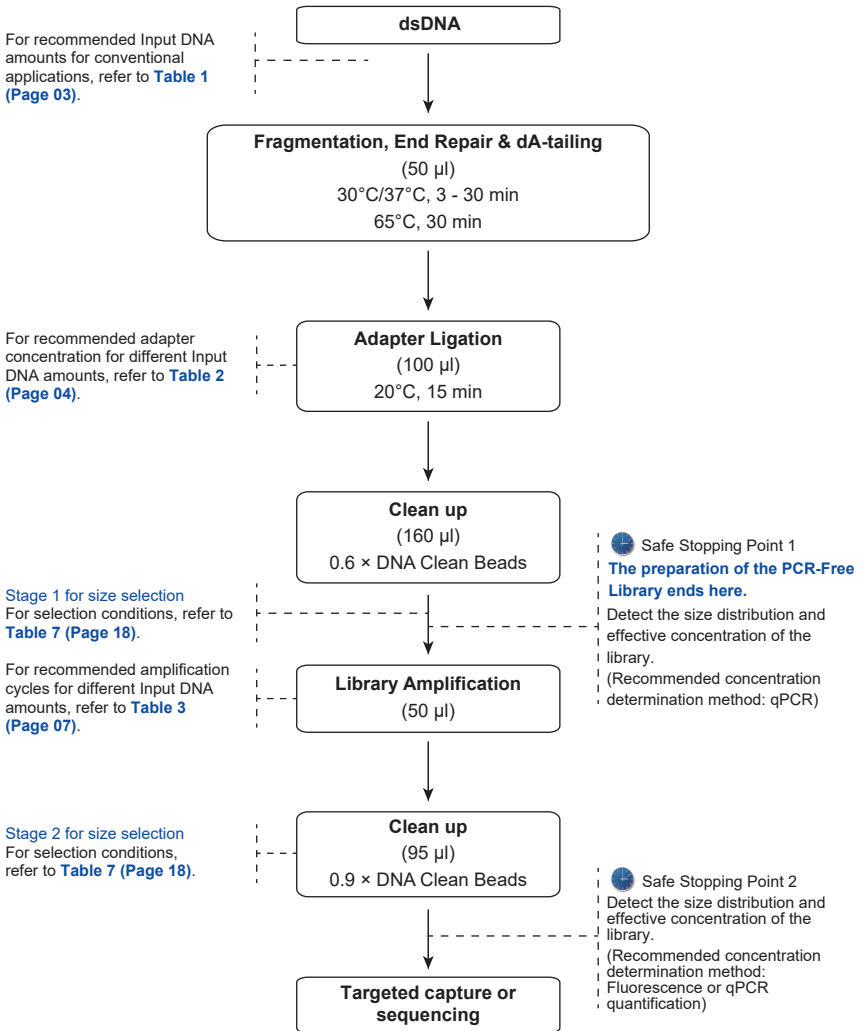 dsDNA
For recommended Input DNA
amounts for conventional
applications, refer to Table 1
(Page 03).
Fragmentation, End Repair & dA-tailing
(50 µl)
30°C/37°C, 3 - 30 min
65°C, 30 min
For recommended adapter
concentration for different Input
DNA amounts, refer to Table 2
(Page 04).
Adapter Ligation
(100 µl)
20°C, 15 min
Clean up
(160 µl)
0.6 × DNA Clean Beads
Safe Stopping Point 1
The preparation of the PCR-Free
Library ends here.
Detect the size distribution and
effective concentration of the
library.
(Recommended concentration
determination method: qPCR)
Stage 1 for size selection
For selection conditions, refer to
Table 7 (Page 18).
For recommended amplification
cycles for different Input DNA
amounts, refer to Table 3
(Page 07).
Library Amplification
(50 µl)
Stage 2 for size selection
For selection conditions,
refer to Table 7 (Page 18).
Clean up
(95 µl)
0.9 × DNA Clean Beads
Safe Stopping Point 2
Detect the size distribution and
effective concentration of the
library.
(Recommended concentration
determination method:
Fluorescence or qPCR
quantification)
Targeted capture or
sequencing